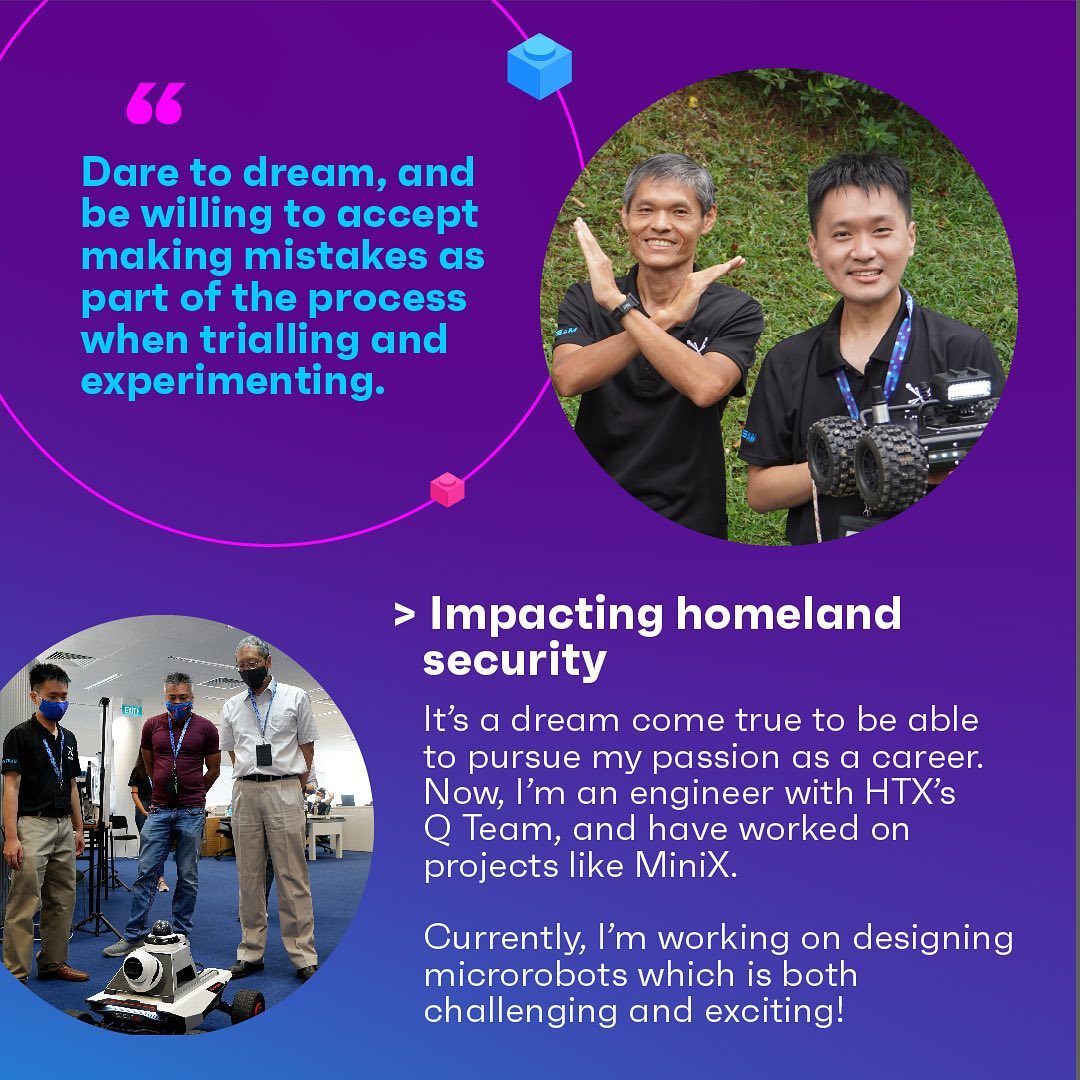 “
Dare to dream, and
be willing to accept
making mistakes as
part of the process
when trialling and
experimenting.
> Impacting homeland
security
It’s a dream come true to be able
to pursue my passion as a career.
Now, I’m an engineer with HTX’s
Q Team, and have worked on
projects like MiniX.
Currently, I’m working on designing
microrobots which is both
challenging and exciting!
EXIT